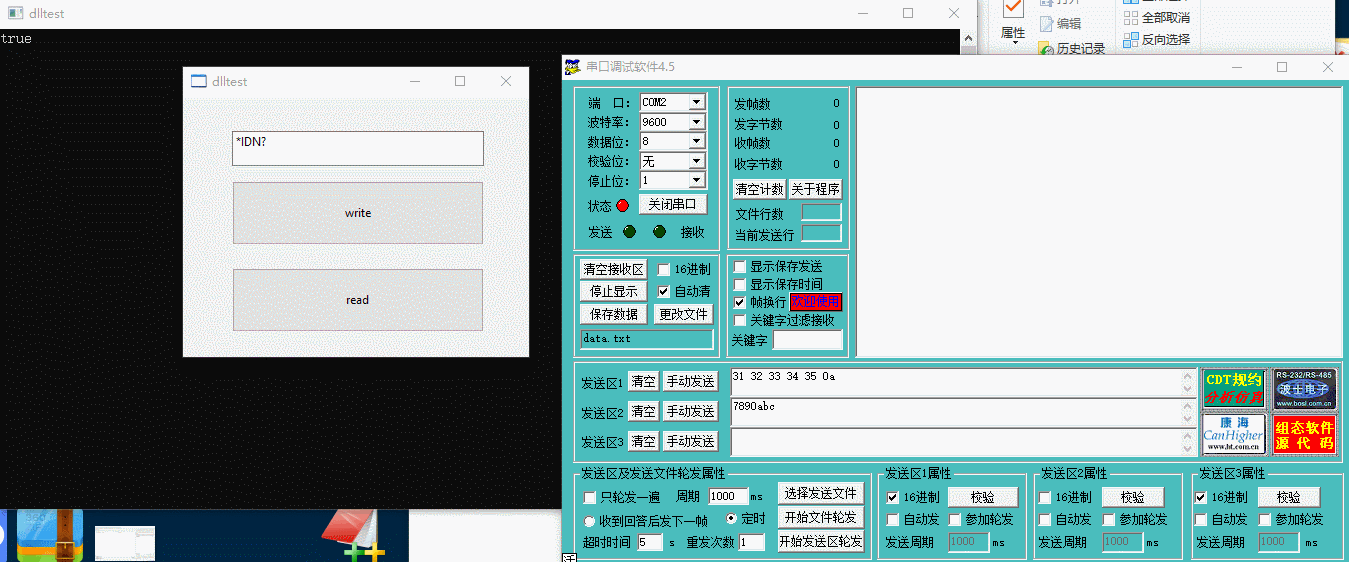 dlltest
true
dlltest
*IDN?
write
read
属性
编辑
历史记录
全部取消
反向选择
串口调试软件4.5
端 口: COM2
波特率: 9600
数据位: 8
校验位: 无
停止位: 1
状态 关闭串口
发送 接收
发帧数 0
发字节数 0
收帧数 0
收字节数 0
清空计数 关于程序
文件行数
当前发送行
清空接收区 16进制
停止显示 自动清
保存数据 更改文件
data.txt
显示保存发送
显示保存时间
帧换行 欢迎使用
关键字过滤接收
关键字
发送区1 清空 手动发送 31 32 33 34 35 0a
发送区2 清空 手动发送 7890abc
发送区3 清空 手动发送
CDT规约
分析仿真
RS-232/RS-485
波士电子
www.bosi.com.cn
康海
CanHigher
www.ht.com.cn
组态软件
源代码
发送区及发送文件轮发属性
只轮发一遍 周期 1000 ms 选择发送文件
收到回答后发下一帧 定时 开始文件轮发
超时时间 5 s 重发次数 1 开始发送区轮发
发送区1属性
16进制 校验
自动发 参加轮发
发送周期 1000 ms
发送区2属性
16进制 校验
自动发 参加轮发
发送周期 1000 ms
发送区3属性
16进制 校验
自动发 参加轮发
发送周期 1000 ms